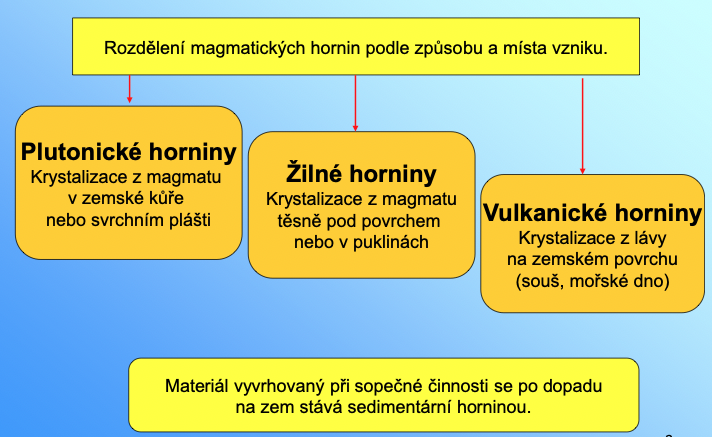 Rozdělení magmatických hornin podle způsobu a místa vzniku.
Plutonické horniny
Krystalizace z magmatu
v zemské kůře
nebo svrchním plášti
Žilné horniny
Krystalizace z magmatu
těsně pod povrchem
nebo v puklinách
Vulkanické horniny
Krystalizace z lávy
na zemském povrchu
(souš, mořské dno)
Materiál vyvrhovaný při sopečné činnosti se po dopadu
na zem stává sedimentární horninou.